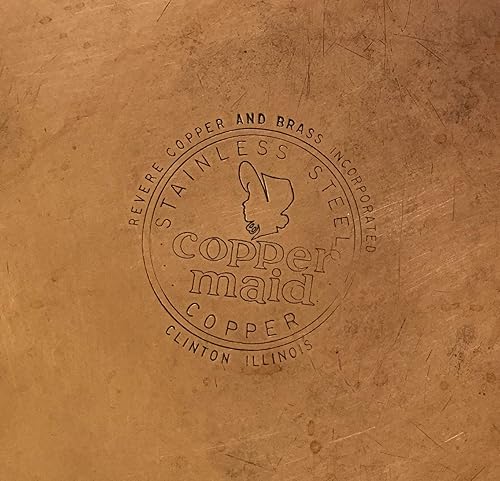 REVERE COPPER AND BRASS INCORPORATED
STAINLESS STEEL
copper
maid
COPPER
CLINTON ILLINOIS